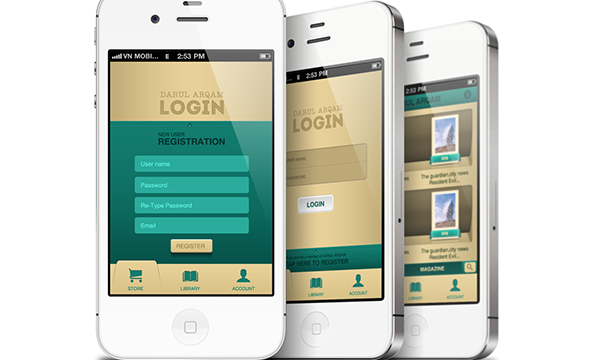 VN MOBI... E 2:53 PM
DARUL ARQAM
LOGIN
NEW USER
REGISTRATION
User name
Password
Re-Type Password
Email
REGISTER
STORE LIBRARY ACCOUNT
E 2:53 PM
DARUL ARQAM
LOGIN
USER NAME
PASSWORD
LOGIN
HERE TO REGISTER
LIBRARY ACCOUNT
2:53 PM
ARQAM
The guardian,city news
Resident Evil...
The guardian,city news
Resident Evil...
MAGAZINE
LIBRARY ACCOUNT